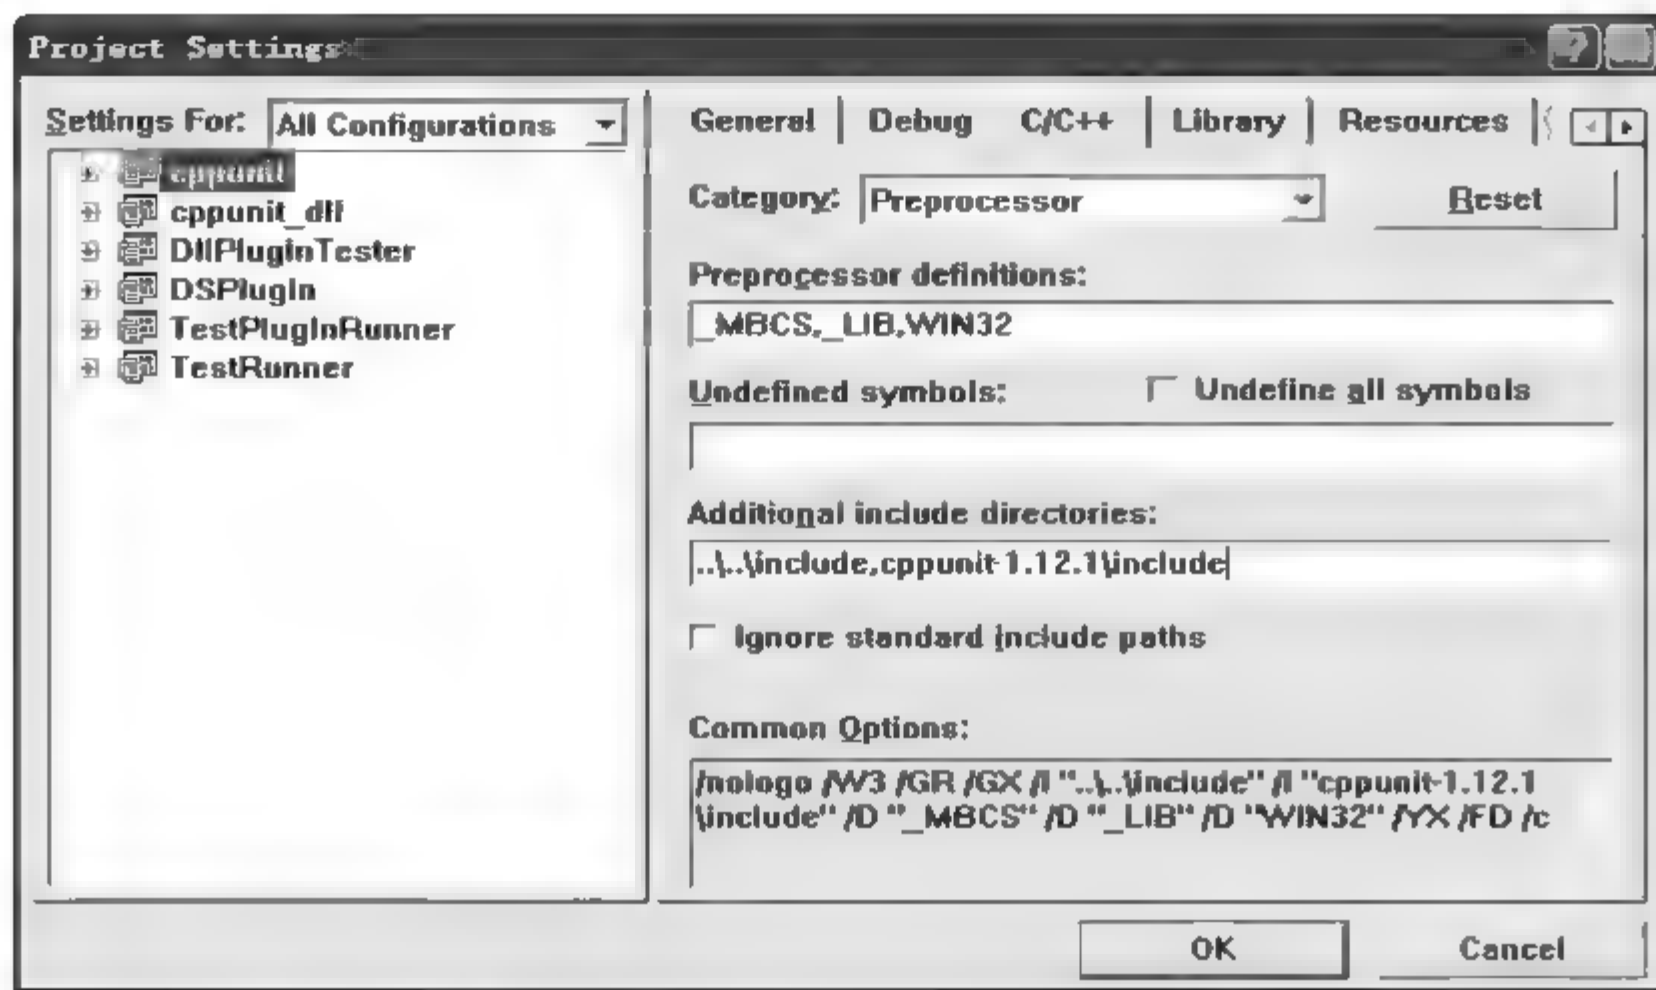 Project Settings
Settings For: All Configurations
cppunit
cppunit_dll
DllPluginTester
DSPlugIn
TestPlugInRunner
TestRunner
General Debug C/C++ Library Resources
Category: Preprocessor Reset
Preprocessor definitions:
_MBCS,_LIB,WIN32
Undefined symbols: Undefine all symbols
Additional include directories:
..\..\include,cppunit-1.12.1\include
Ignore standard include paths
Common Options:
/nologo /W3 /GR /GX /I "..\..\include" /I "cppunit-1.12.1
\include" /D "_MBCS" /D "_LIB" /D "WIN32" /YX /FD /c
OK Cancel